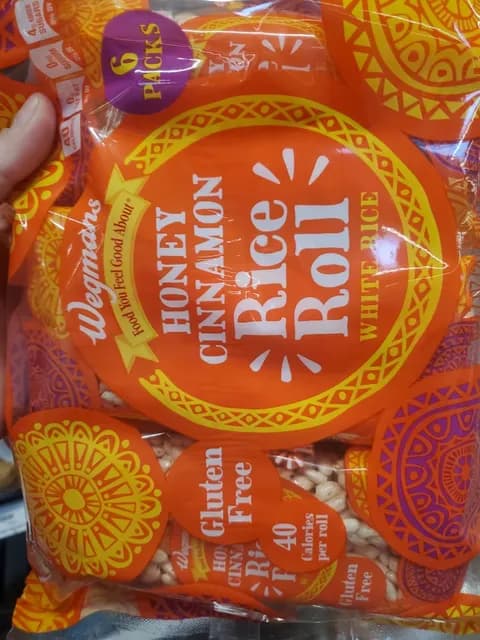 6
PACKS
Wegmans
Food You Feel Good About
HONEY
CINNAMON
Rice
Roll
WHITE RICE
Gluten
Free
40
Calories
per roll
Gluten
Free